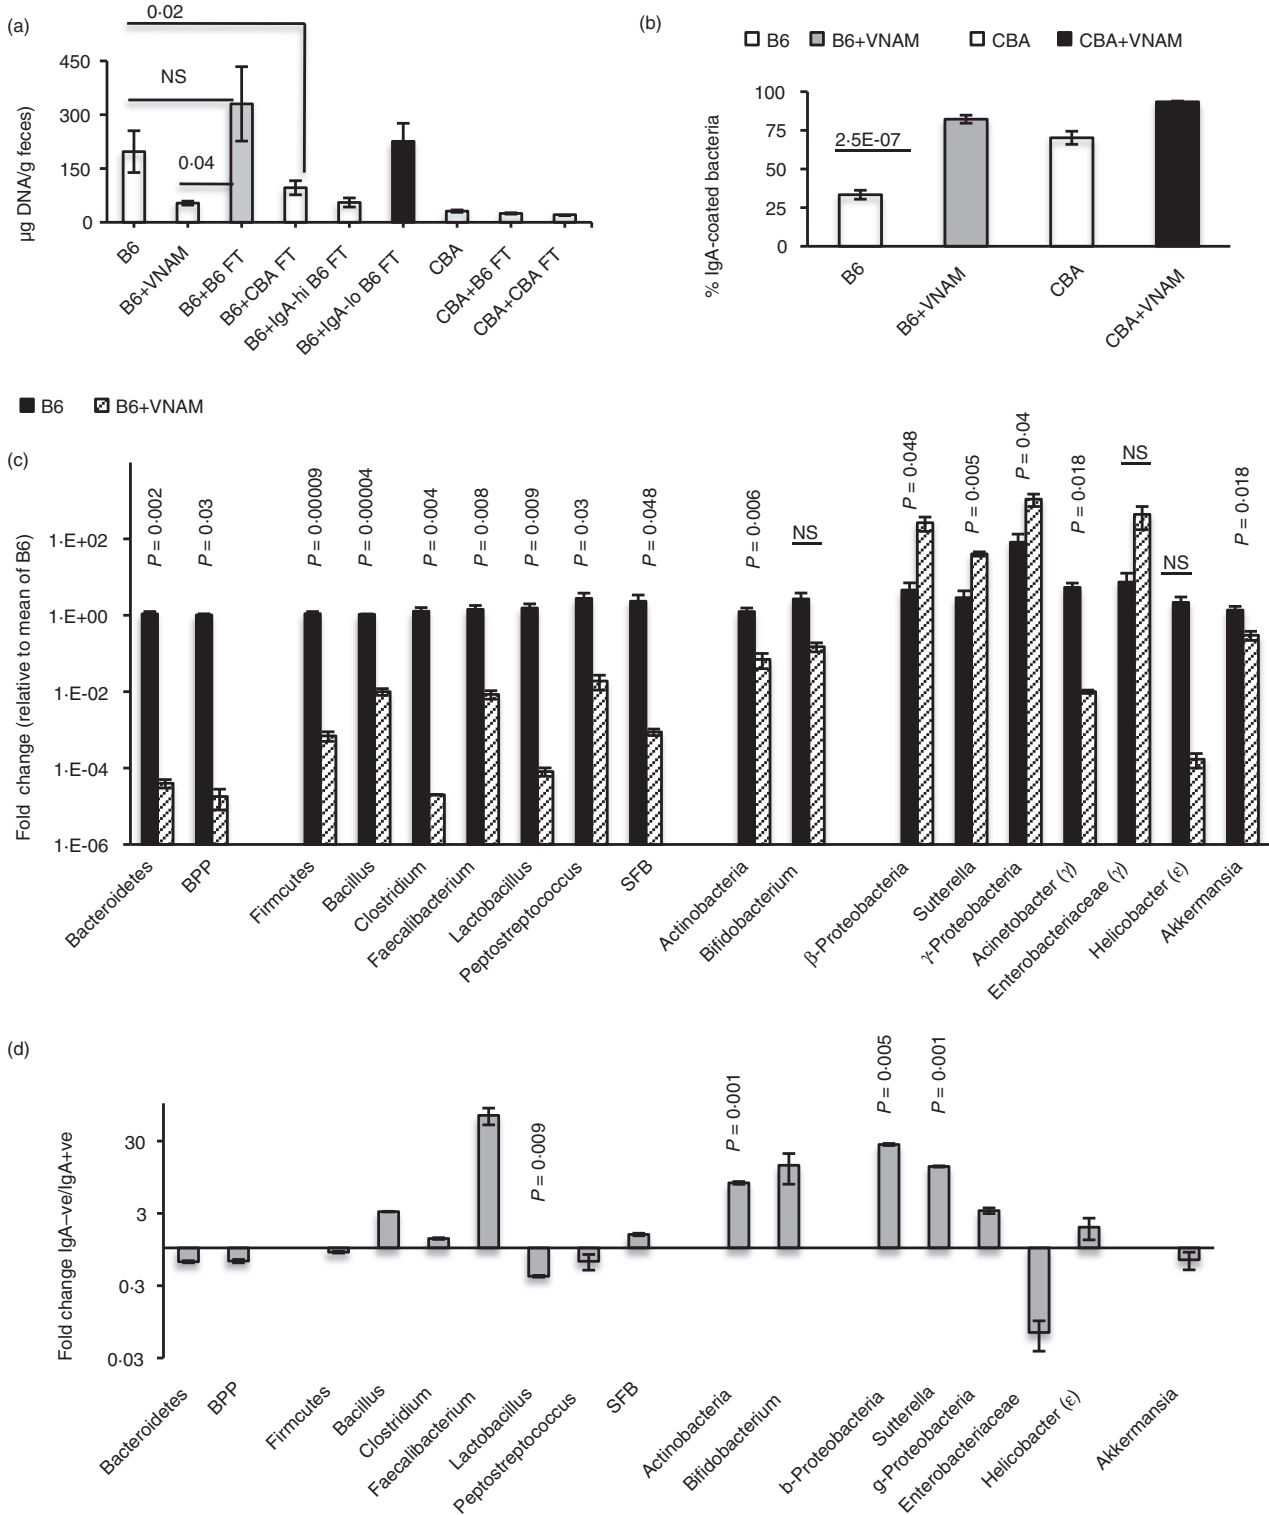 (a)
0·02
NS
0·04
µg DNA/g feces
450
300
150
0
B6
B6+VNAM
B6+B6 FT
B6+CBA FT
B6+IgA-hi B6 FT
B6+IgA-lo B6 FT
CBA
CBA+B6 FT
CBA+CBA FT
(b)
B6 B6+VNAM CBA CBA+VNAM
% IgA-coated bacteria
100
75
50
25
0
2·5E-07
B6
B6+VNAM
CBA
CBA+VNAM
B6 B6+VNAM
(c)
Fold change (relative to mean of B6)
1·E+02
1·E+00
1·E-02
1·E-04
1·E-06
P = 0·002
P = 0·03
P = 0·00009
P = 0·00004
P = 0·004
P = 0·008
P = 0·009
P = 0·03
P = 0·048
P = 0·006
NS
P = 0·048
P = 0·005
P = 0·04
P = 0·018
NS
NS
P = 0·018
Bacteroidetes
BPP
Firmcutes
Bacillus
Clostridium
Faecalibacterium
Lactobacillus
Peptostreptococcus
SFB
Actinobacteria
Bifidobacterium
β-Proteobacteria
Sutterella
γ-Proteobacteria
Acinetobacter (γ)
Enterobacteriaceae (γ)
Helicobacter (ε)
Akkermansia
(d)
Fold change IgA–ve/IgA+ve
30
3
0·3
0·03
P = 0·009
P = 0·001
P = 0·005
P = 0·001
Bacteroidetes
BPP
Firmcutes
Bacillus
Clostridium
Faecalibacterium
Lactobacillus
Peptostreptococcus
SFB
Actinobacteria
Bifidobacterium
b-Proteobacteria
Sutterella
g-Proteobacteria
Enterobacteriaceae
Helicobacter (ε)
Akkermansia